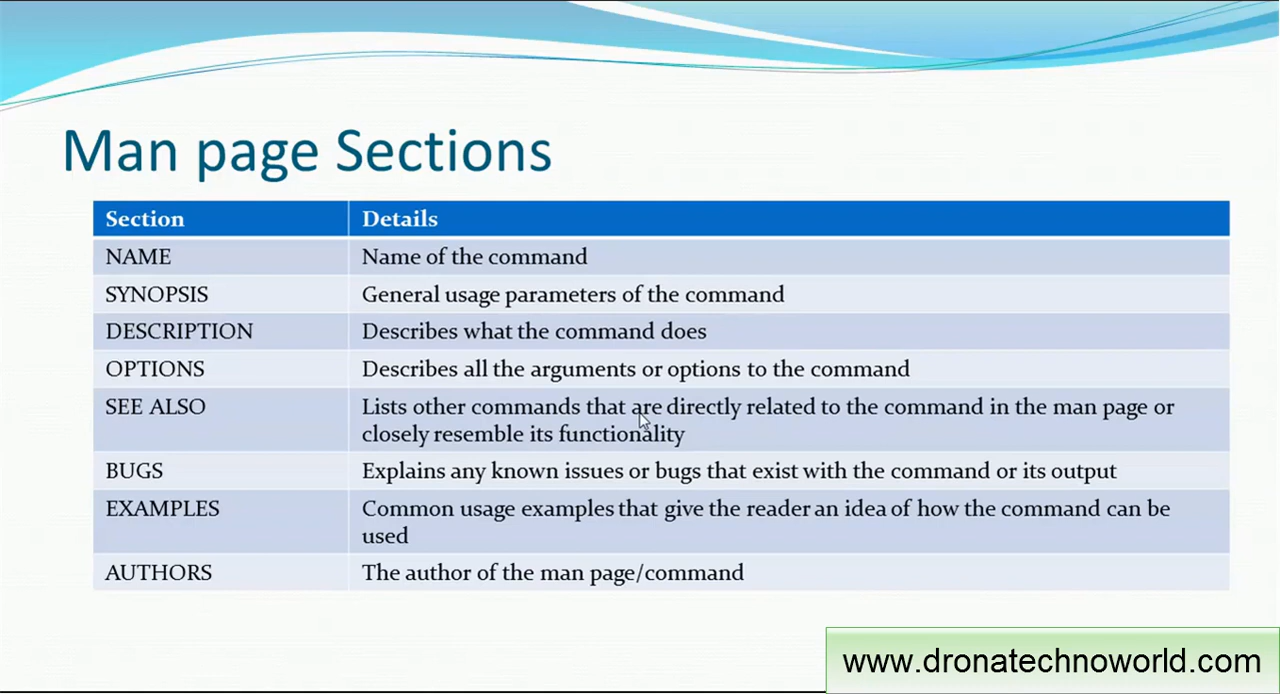 Man page Sections
Section Details
NAME Name of the command
SYNOPSIS General usage parameters of the command
DESCRIPTION Describes what the command does
OPTIONS Describes all the arguments or options to the command
SEE ALSO Lists other commands that are directly related to the command in the man page or
closely resemble its functionality
BUGS Explains any known issues or bugs that exist with the command or its output
EXAMPLES Common usage examples that give the reader an idea of how the command can be
used
AUTHORS The author of the man page/command
www.dronatechnoworld.com